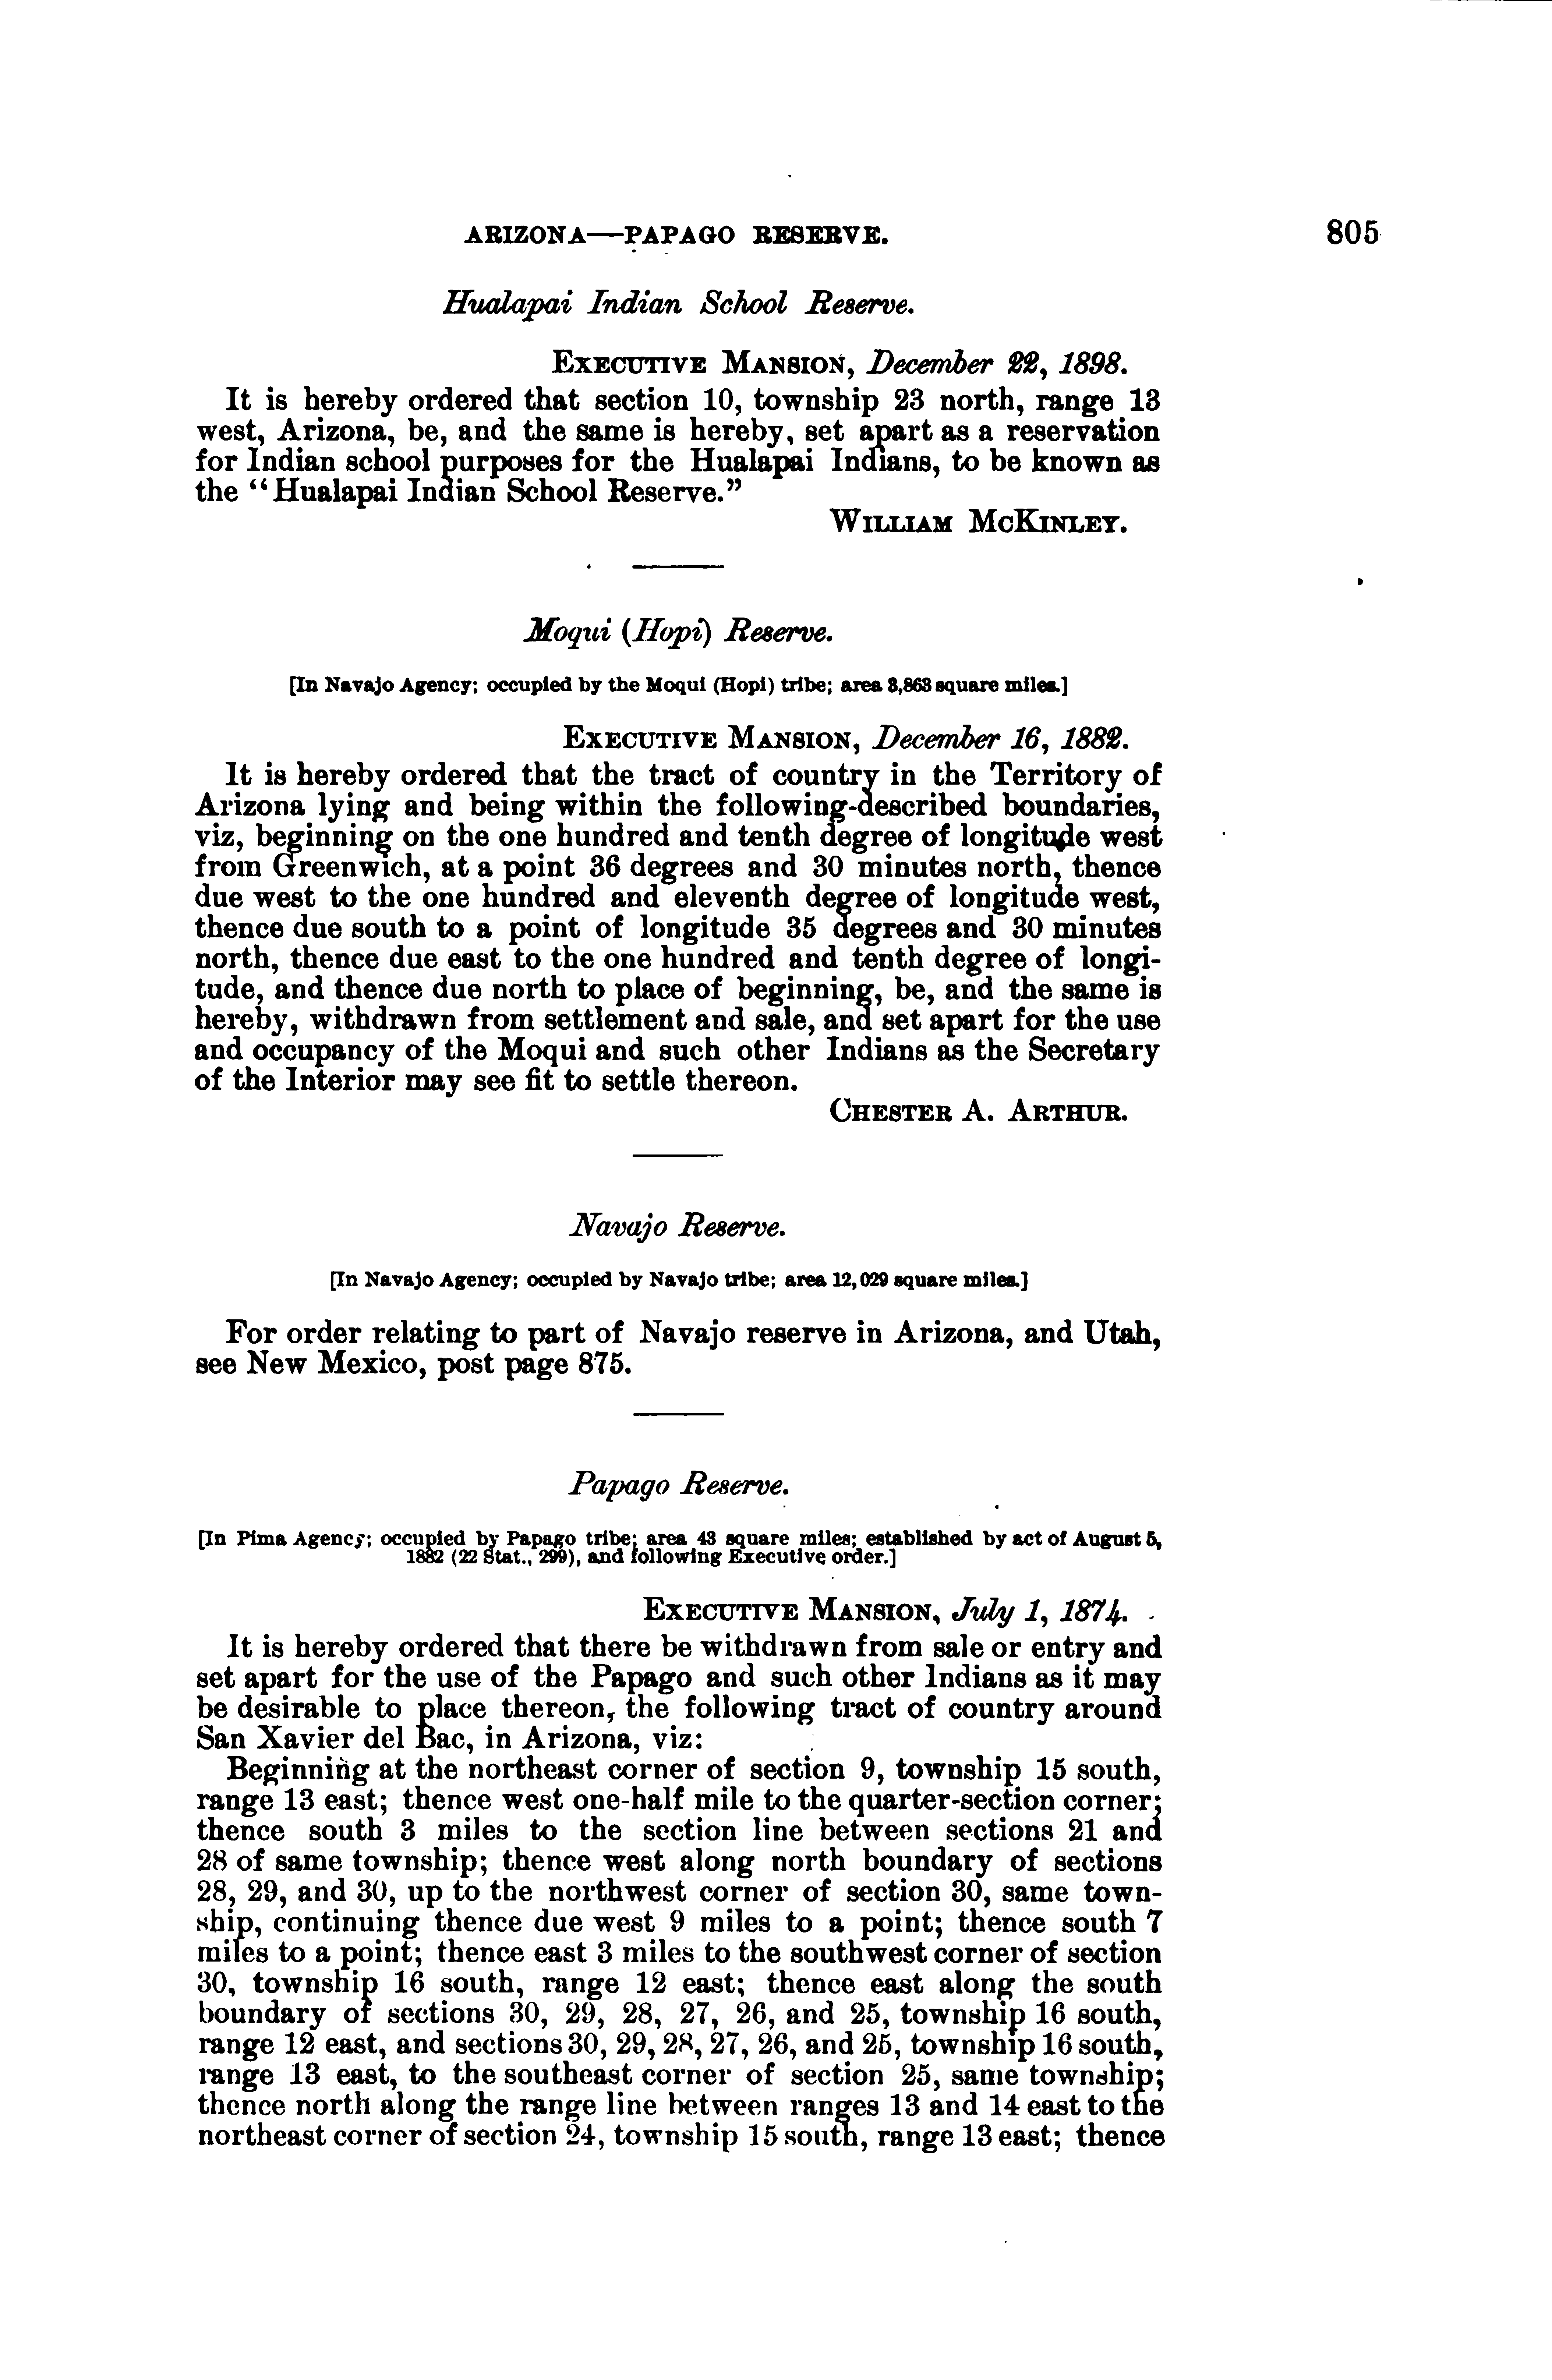 ARIZONA—PAPAGO RESERVE. 805
Hualapai Indian School Reserve.
EXECUTIVE MANSION, December 22, 1898.
It is hereby ordered that section 10, township 23 north, range 13
west, Arizona, be, and the same is hereby, set apart as a reservation
for Indian school purposes for the Hualapai Indians, to be known as
the “Hualapai Indian School Reserve.”
WILLIAM MCKINLEY.
Moqui (Hopi) Reserve.
[In Navajo Agency; occupied by the Moqui (Hopi) tribe; area 3,863 square miles.]
EXECUTIVE MANSION, December 16, 1882.
It is hereby ordered that the tract of country in the Territory of
Arizona lying and being within the following-described boundaries,
viz, beginning on the one hundred and tenth degree of longitude west
from Greenwich, at a point 36 degrees and 30 minutes north, thence
due west to the one hundred and eleventh degree of longitude west,
thence due south to a point of longitude 35 degrees and 30 minutes
north, thence due east to the one hundred and tenth degree of longi-
tude, and thence due north to place of beginning, be, and the same is
hereby, withdrawn from settlement and sale, and set apart for the use
and occupancy of the Moqui and such other Indians as the Secretary
of the Interior may see fit to settle thereon.
CHESTER A. ARTHUR.
Navajo Reserve.
[In Navajo Agency; occupied by Navajo tribe; area 12,029 square miles.]
For order relating to part of Navajo reserve in Arizona, and Utah,
see New Mexico, post page 875.
Papago Reserve.
[In Pima Agency; occupied by Papago tribe; area 43 square miles; established by act of August 5,
1882 (22 Stat., 299), and following Executive order.]
EXECUTIVE MANSION, July 1, 1874.
It is hereby ordered that there be withdrawn from sale or entry and
set apart for the use of the Papago and such other Indians as it may
be desirable to place thereon, the following tract of country around
San Xavier del Bac, in Arizona, viz:
Beginning at the northeast corner of section 9, township 15 south,
range 13 east; thence west one-half mile to the quarter-section corner;
thence south 3 miles to the section line between sections 21 and
28 of same township; thence west along north boundary of sections
28, 29, and 30, up to the northwest corner of section 30, same town-
ship, continuing thence due west 9 miles to a point; thence south 7
miles to a point; thence east 3 miles to the southwest corner of section
30, township 16 south, range 12 east; thence east along the south
boundary of sections 30, 29, 28, 27, 26, and 25, township 16 south,
range 12 east, and sections 30, 29, 28, 27, 26, and 25, township 16 south,
range 13 east, to the southeast corner of section 25, same township;
thence north along the range line between ranges 13 and 14 east to the
northeast corner of section 24, township 15 south, range 13 east; thence